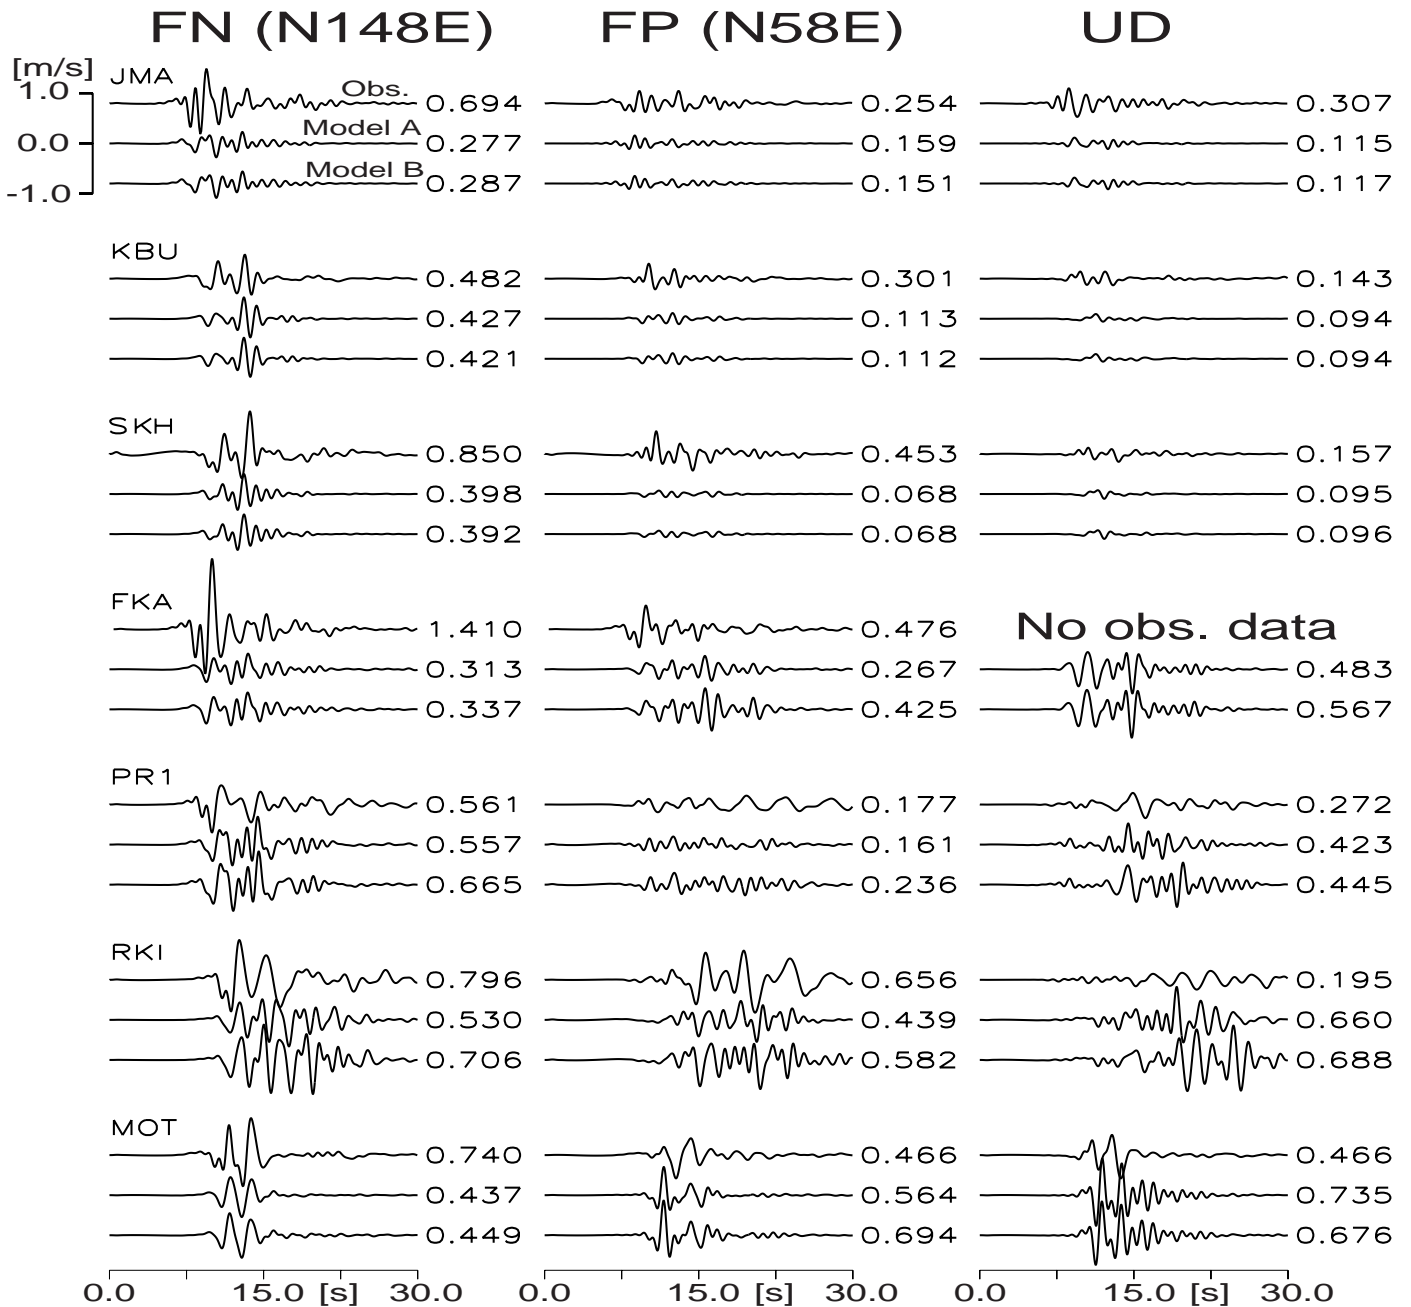 FN (N148E) FP (N58E) UD
[m/s]
JMA
1.0 Obs. 0.694 0.254 0.307
0.0 Model A 0.277 0.159 0.115
-1.0 Model B 0.287 0.151 0.117
KBU
0.482 0.301 0.143
0.427 0.113 0.094
0.421 0.112 0.094
SKH
0.850 0.453 0.157
0.398 0.068 0.095
0.392 0.068 0.096
FKA
1.410 0.476 No obs. data
0.313 0.267 0.483
0.337 0.425 0.567
PR1
0.561 0.177 0.272
0.557 0.161 0.423
0.665 0.236 0.445
RKI
0.796 0.656 0.195
0.530 0.439 0.660
0.706 0.582 0.688
MOT
0.740 0.466 0.466
0.437 0.564 0.735
0.449 0.694 0.676
0.0 15.0 [s] 30.0 0.0 15.0 [s] 30.0 0.0 15.0 [s] 30.0